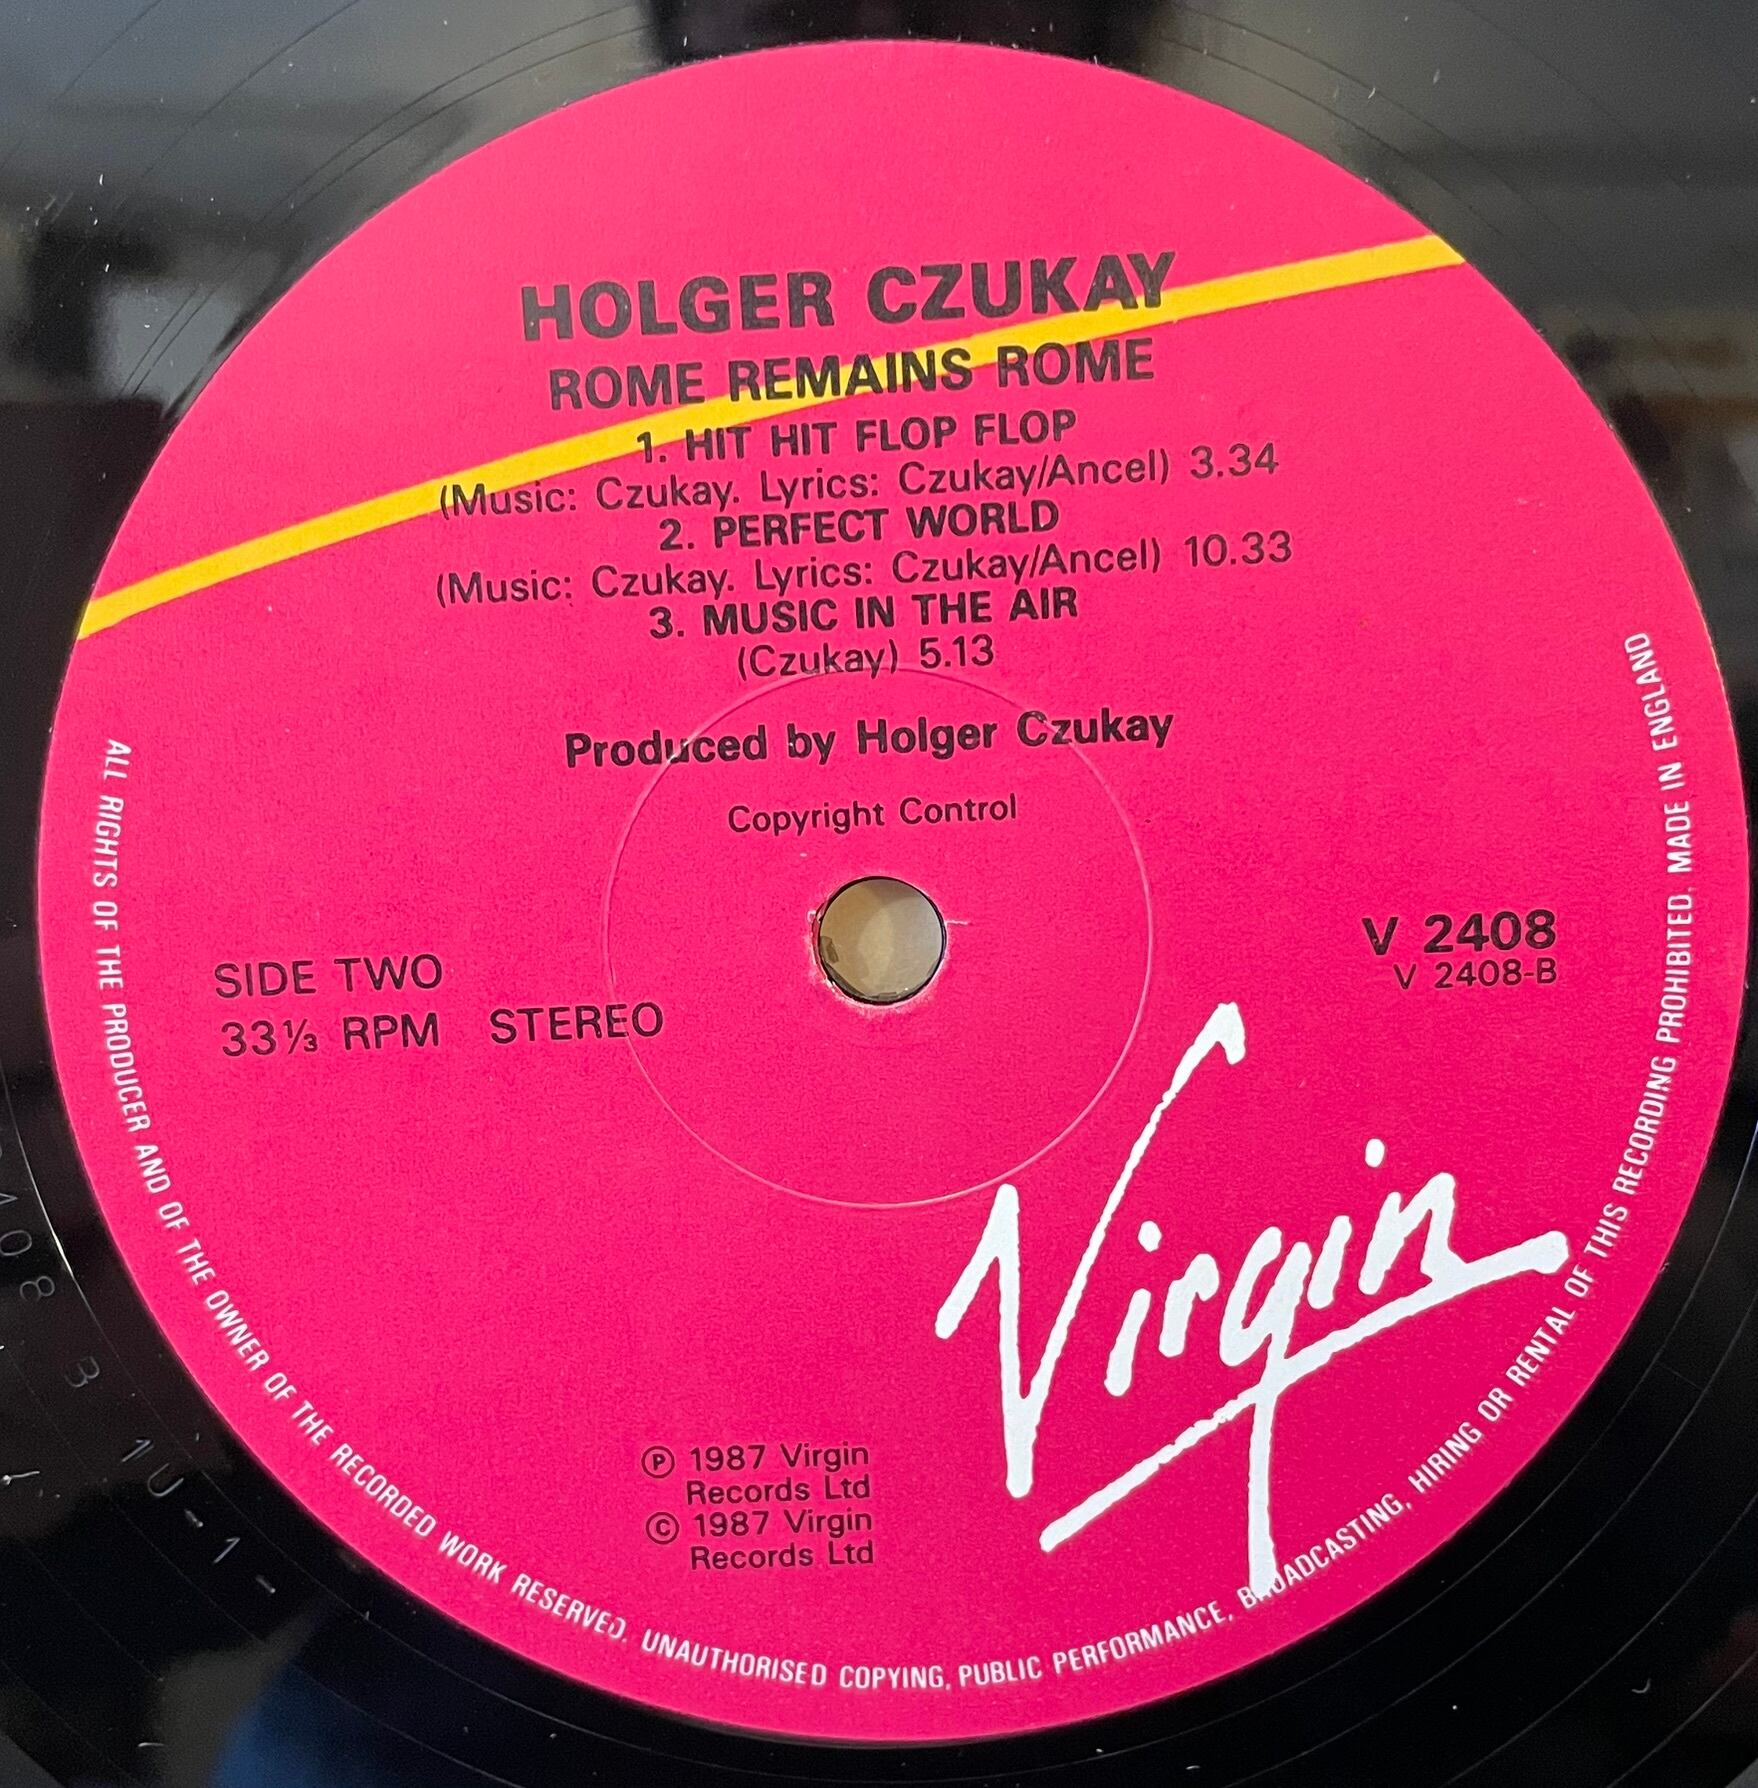 HOLGER CZUKAY
ROME REMAINS ROME
1. HIT HIT FLOP FLOP
(Music: Czukay. Lyrics: Czukay/Ancel) 3.34
2. PERFECT WORLD
(Music: Czukay. Lyrics: Czukay/Ancel) 10.33
3. MUSIC IN THE AIR
(Czukay) 5.13
Produced by Holger Czukay
Copyright Control
SIDE TWO
33⅓ RPM STEREO
V 2408
V 2408-B
Virgin
Ⓟ 1987 Virgin
Records Ltd
© 1987 Virgin
Records Ltd
ALL RIGHTS OF THE PRODUCER AND OF THE OWNER OF THE RECORDED WORK RESERVED. UNAUTHORISED COPYING, PUBLIC PERFORMANCE, BROADCASTING, HIRING OR RENTAL OF THIS RECORDING PROHIBITED. MADE IN ENGLAND